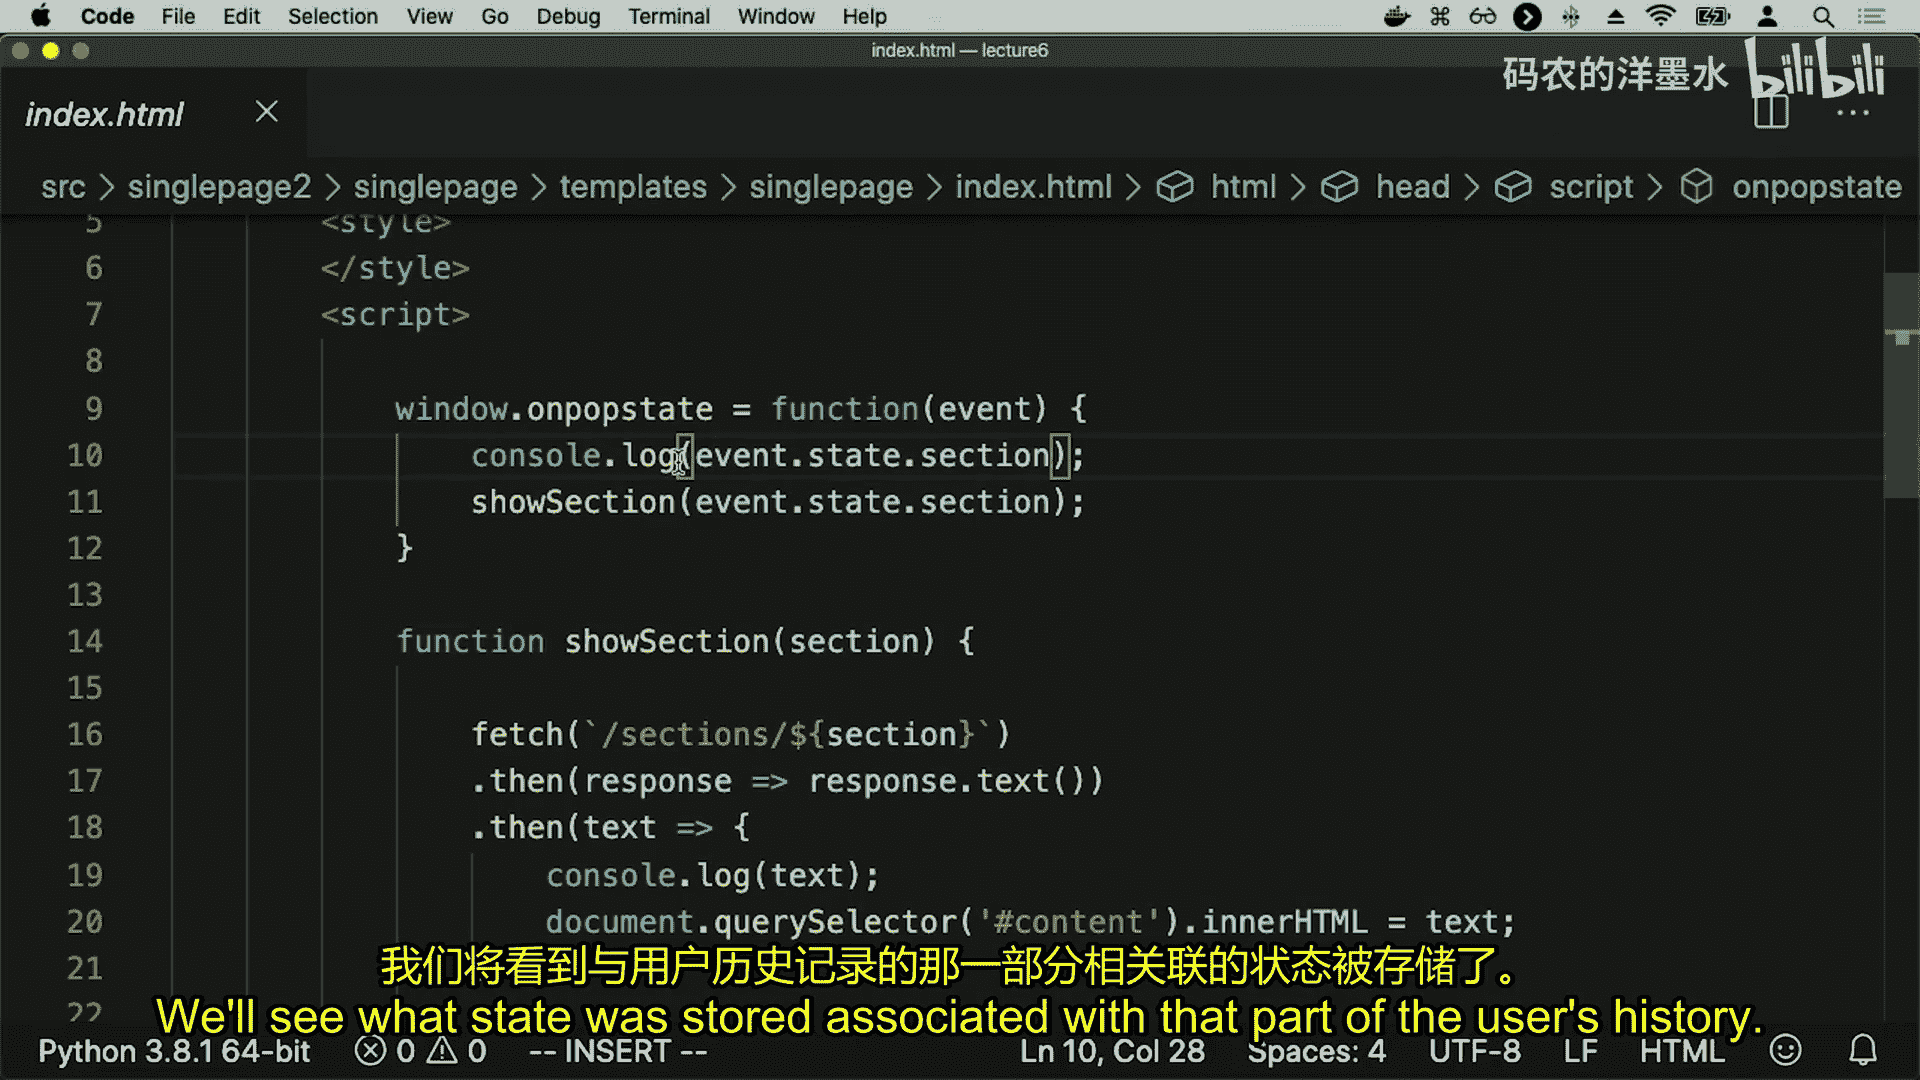 Code File Edit Selection View Go Debug Terminal Window Help
index.html — lecture6
码农的洋墨水 bilibili
index.html
src > singlepage2 > singlepage > templates > singlepage > index.html > html > head > script > onpopstate
5 <style>
6 </style>
7 <script>
8
9 window.onpopstate = function(event) {
10 console.log(event.state.section);
11 showSection(event.state.section);
12 }
13
14 function showSection(section) {
15
16 fetch(`/sections/${section}`)
17 .then(response => response.text())
18 .then(text => {
19 console.log(text);
20 document.querySelector('#content').innerHTML = text;
21
22
我们将看到与用户历史记录的那一部分相关联的状态被存储了。
We'll see what state was stored associated with that part of the user's history.
Python 3.8.1 64-bit 0 0 -- INSERT -- Ln 10, Col 28 Spaces: 4 UTF-8 LF HTML